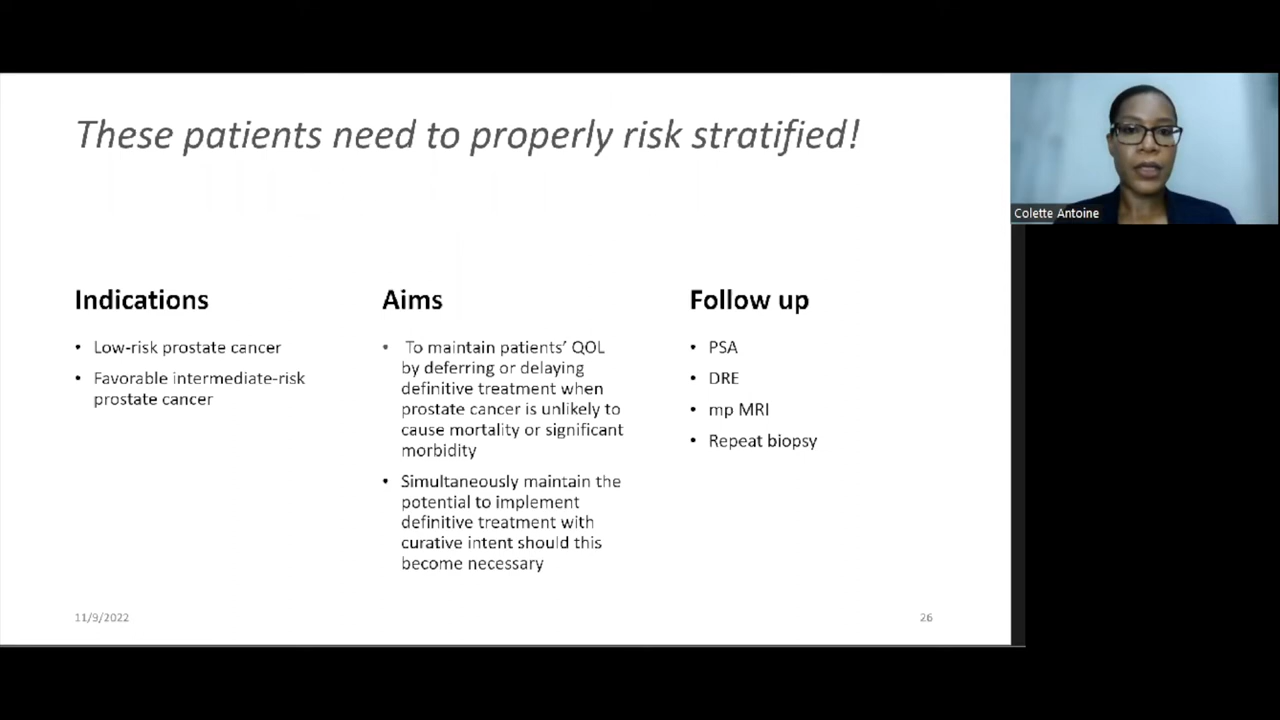 These patients need to properly risk stratified!
Colette Antoine
Indications
• Low-risk prostate cancer
• Favorable intermediate-risk
prostate cancer
Aims
• To maintain patients’ QOL
by deferring or delaying
definitive treatment when
prostate cancer is unlikely to
cause mortality or significant
morbidity
• Simultaneously maintain the
potential to implement
definitive treatment with
curative intent should this
become necessary
Follow up
• PSA
• DRE
• mp MRI
• Repeat biopsy
11/9/2022
26